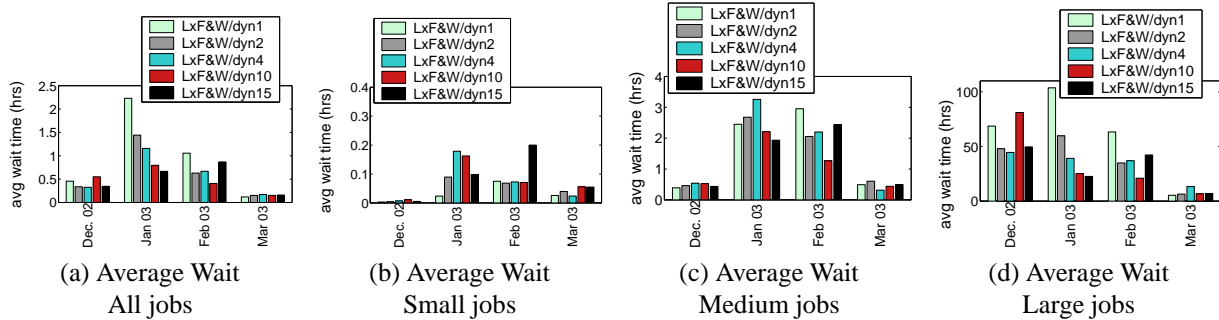 LxF&W/dyn1
LxF&W/dyn2
LxF&W/dyn4
LxF&W/dyn10
LxF&W/dyn15
avg wait time (hrs)
2.5
2
1.5
1
0.5
0
Dec. 02
Jan 03
Feb 03
Mar 03
(a) Average Wait
All jobs
LxF&W/dyn1
LxF&W/dyn2
LxF&W/dyn4
LxF&W/dyn10
LxF&W/dyn15
avg wait time (hrs)
0.4
0.3
0.2
0.1
0
Dec. 02
Jan 03
Feb 03
Mar 03
(b) Average Wait
Small jobs
LxF&W/dyn1
LxF&W/dyn2
LxF&W/dyn4
LxF&W/dyn10
LxF&W/dyn15
avg wait time (hrs)
4
3
2
1
0
Dec. 02
Jan 03
Feb 03
Mar 03
(c) Average Wait
Medium jobs
LxF&W/dyn1
LxF&W/dyn2
LxF&W/dyn4
LxF&W/dyn10
LxF&W/dyn15
avg wait time (hrs)
100
50
0
Dec. 02
Jan 03
Feb 03
Mar 03
(d) Average Wait
Large jobs